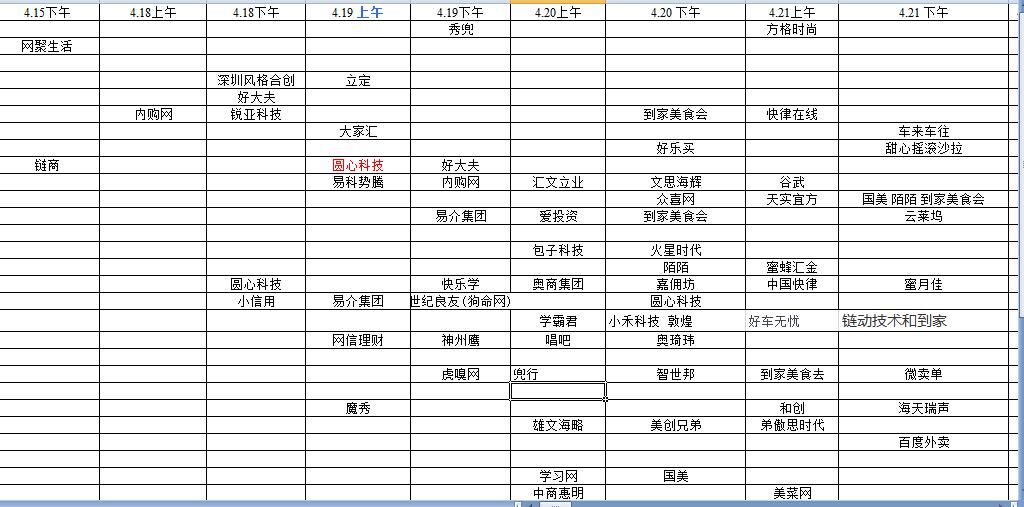 4.15下午 4.18上午 4.18下午 4.19 上午 4.19下午 4.20上午 4.20 下午 4.21上午 4.21 下午
秀兜 方格时尚
网聚生活
深圳风格合创 立定
好大夫
内购网 锐亚科技 到家美食会 快律在线
大家汇 车来车往
好乐买 甜心摇滚沙拉
链商 圆心科技 好大夫
易科势腾 内购网 汇文立业 文思海辉 谷武
众喜网 天实宜方 国美 陌陌 到家美食会
易介集团 爱投资 到家美食会 云莱坞
包子科技 火星时代
陌陌 蜜蜂汇金
圆心科技 快乐学 奥商集团 嘉佣坊 中国快律 蜜月佳
小信用 易介集团 世纪良友(狗命网) 圆心科技
学霸君 小禾科技 敦煌 好车无忧 链动技术和到家
网信理财 神州鹰 唱吧 奥琦玮
虎嗅网 兜行 智世邦 到家美食去 微卖单
魔秀 和创 海天瑞声
雄文海略 美创兄弟 弟傲思时代
百度外卖
学习网 国美
中商惠明 美菜网